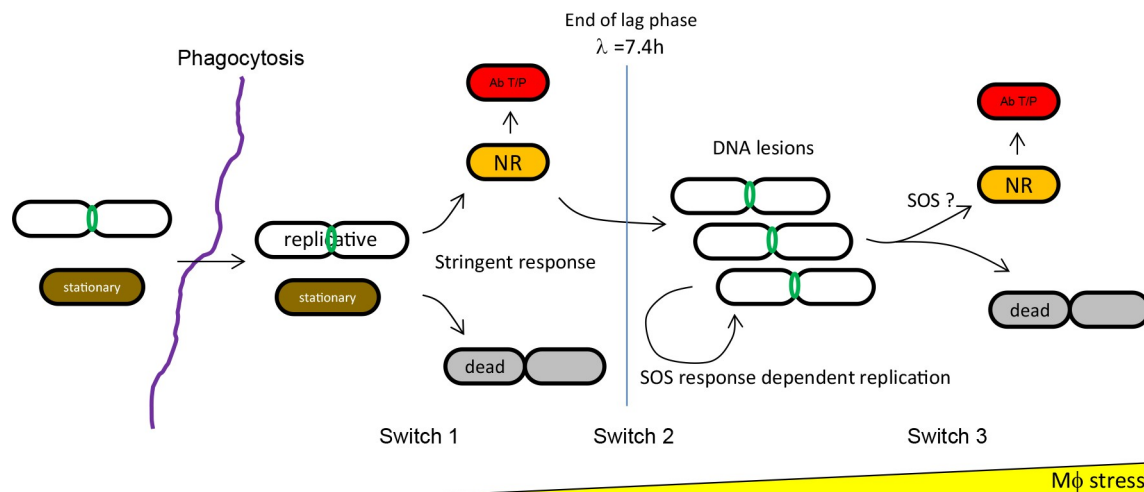 End of lag phase
λ =7.4h
Phagocytosis
Ab T/P
Ab T/P
NR
DNA lesions
NR
SOS ?
replicative
Stringent response
stationary
stationary
dead
dead
SOS response dependent replication
Switch 1
Switch 2
Switch 3
Mϕ stress